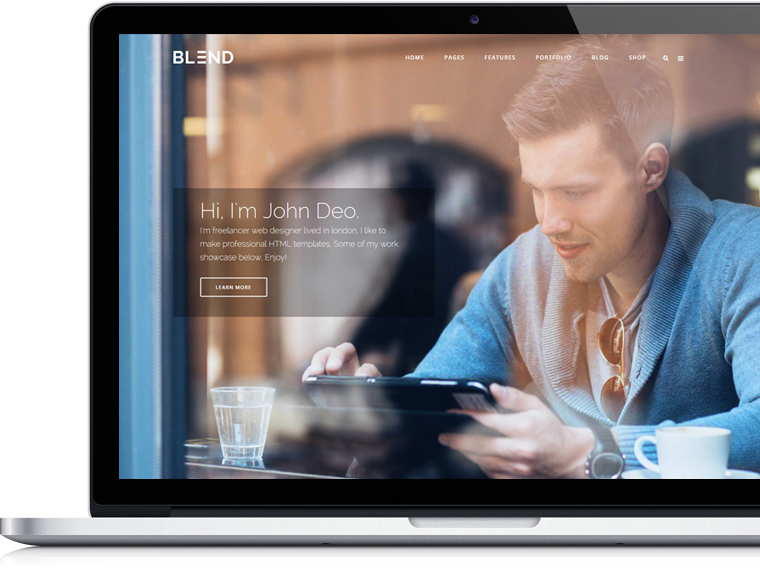 BLEND
HOME PAGES FEATURES PORTFOLIO BLOG SHOP
Hi, I'm John Deo.
I'm freelancer web designer lived in london, I like to
make professional HTML templates. Some of my work
showcase below, Enjoy!
LEARN MORE